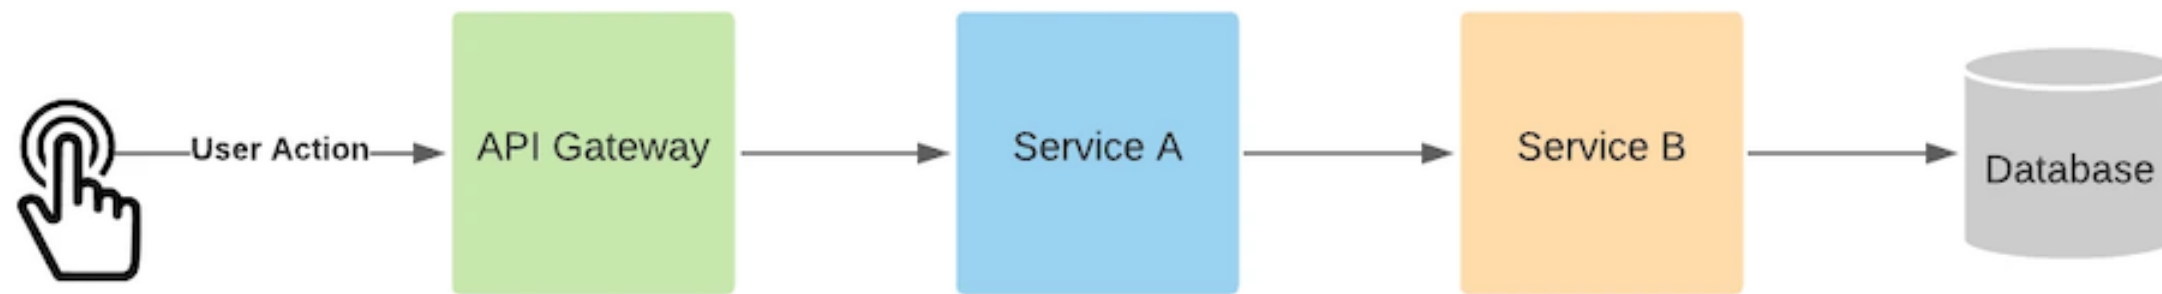 User Action
API Gateway
Service A
Service B
Database